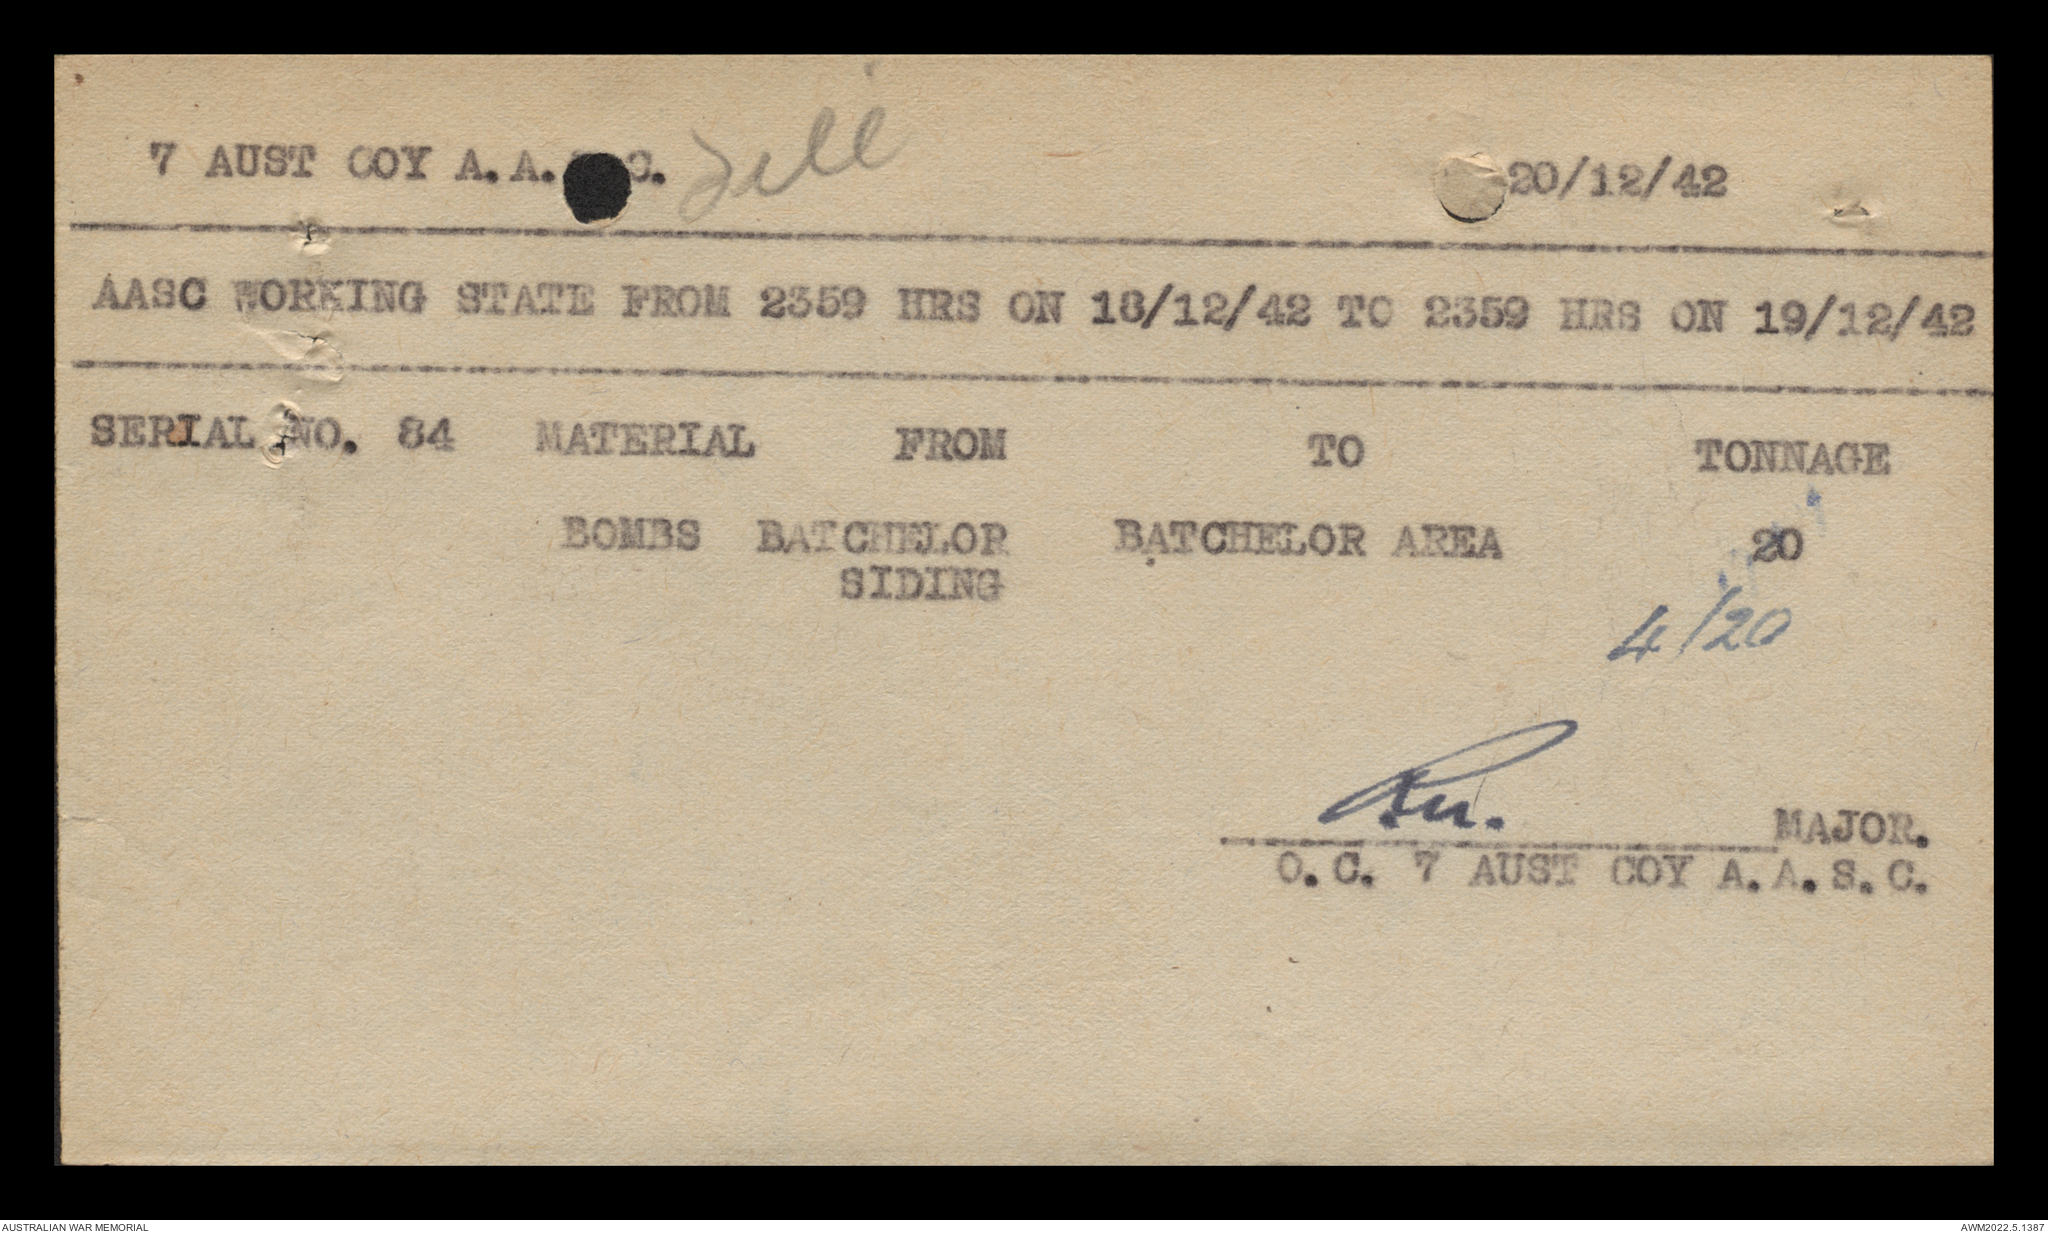 7 AUST COY A.A. C. 20/12/42
AASC WORKING STATE FROM 2359 HRS ON 18/12/42 TO 2359 HRS ON 19/12/42
SERIAL NO. 84 MATERIAL FROM TO TONNAGE
BOMBS BATCHELOR BATCHELOR AREA 20
SIDING
4/20
MAJOR.
O.C. 7 AUST COY A.A.S.C.
AUSTRALIAN WAR MEMORIAL AWM2022.5.1387